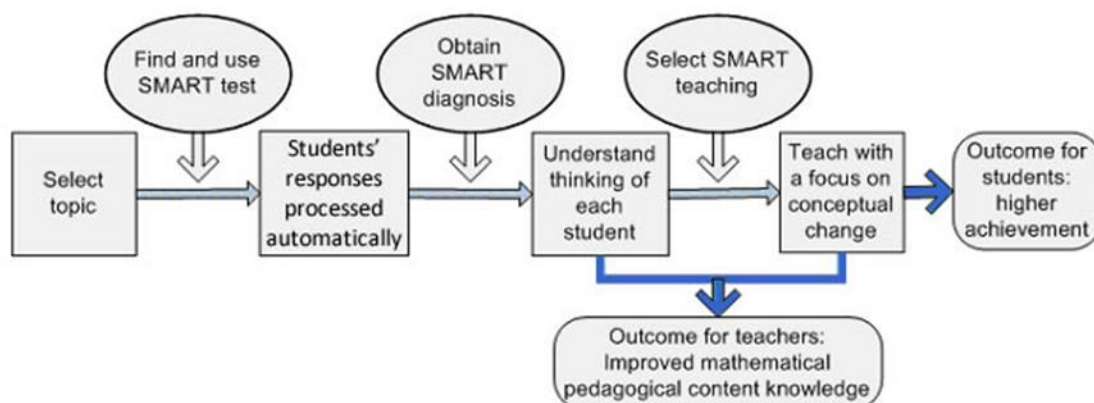 Find and use
SMART test
Obtain
SMART
diagnosis
Select SMART
teaching
Select
topic
Students’
responses
processed
automatically
Understand
thinking of
each
student
Teach with
a focus on
conceptual
change
Outcome for
students:
higher
achievement
Outcome for teachers:
Improved mathematical
pedagogical content knowledge